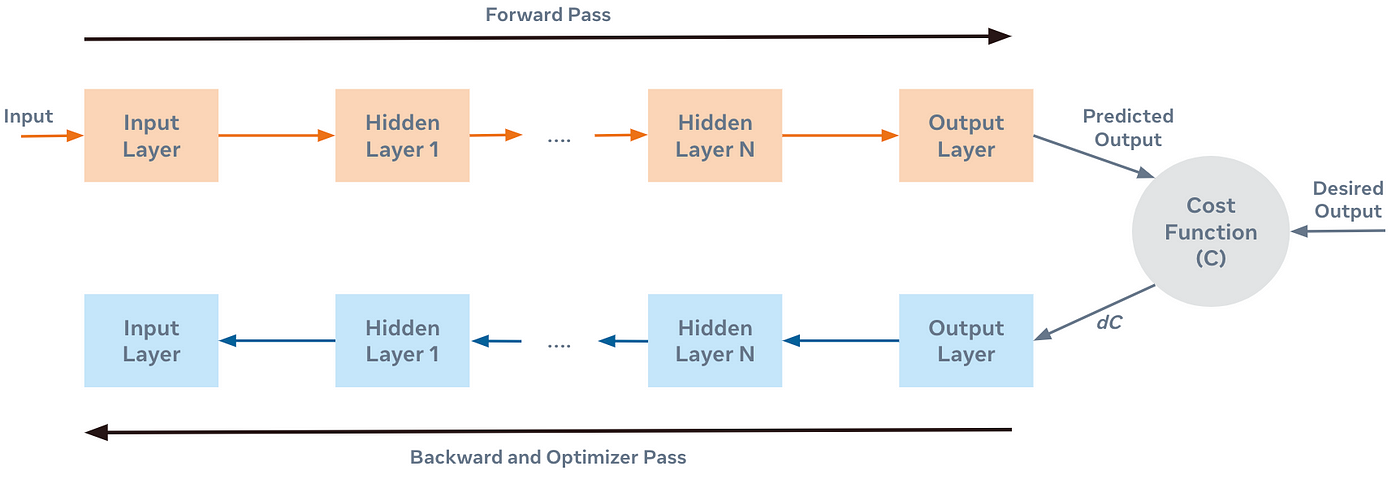 Forward Pass
Input
Input
Layer
Hidden
Layer 1
....
Hidden
Layer N
Output
Layer
Predicted
Output
Cost
Function
(C)
Desired
Output
dC
Input
Layer
Hidden
Layer 1
....
Hidden
Layer N
Output
Layer
Backward and Optimizer Pass